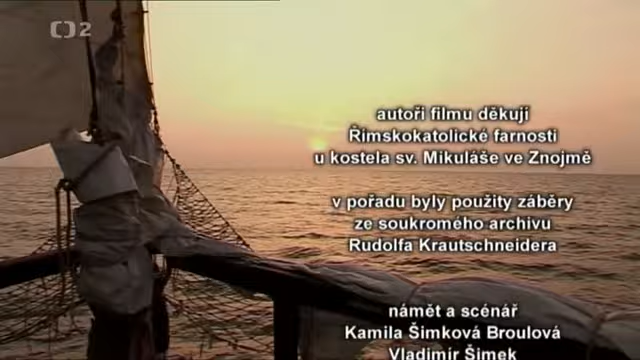 2
autoři filmu děkují
Římskokatolické farnosti
u kostela sv. Mikuláše ve Znojmě
v pořadu byly použity záběry
ze soukromého archivu
Rudolfa Krautschneidera
námět a scénář
Kamila Šimková Broulová
Vladimír Šimek